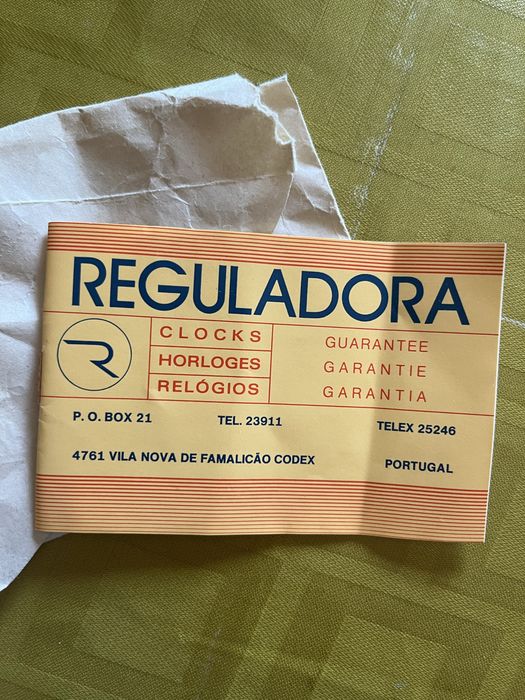 REGULADORA
R
CLOCKS
HORLOGES
RELÓGIOS
GUARANTEE
GARANTIE
GARANTIA
P. O. BOX 21 TEL. 23911 TELEX 25246
4761 VILA NOVA DE FAMALICÃO CODEX PORTUGAL